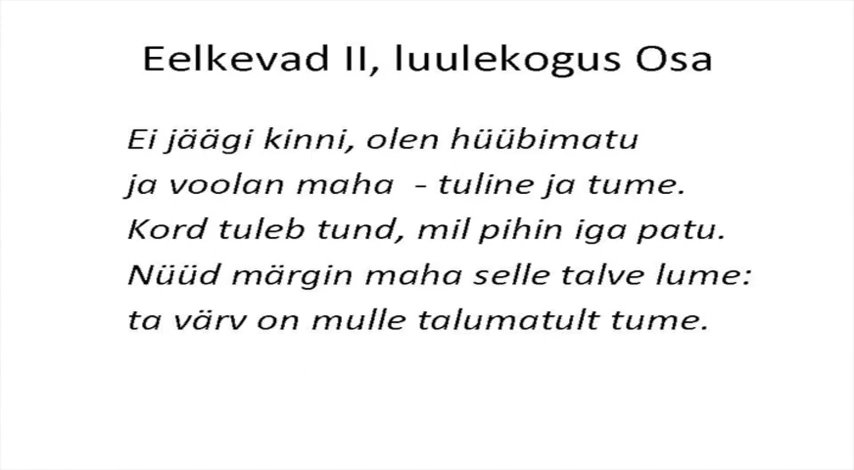 Eelkevad II, luulekogus Osa
Ei jäägi kinni, olen hüübimatu
ja voolan maha - tuline ja tume.
Kord tuleb tund, mil pihin iga patu.
Nüüd märgin maha selle talve lume:
ta värv on mulle talumatult tume.